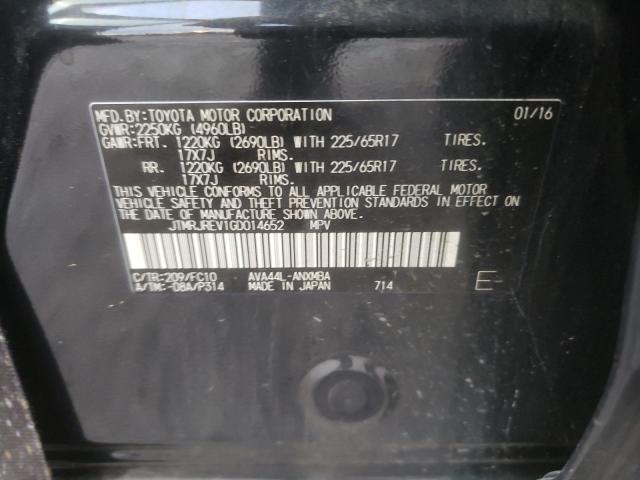 MFD.BY:TOYOTA MOTOR CORPORATION 01/16
GVWR:2250KG (4960LB)
GAWR:FRT. 1220KG (2690LB) WITH 225/65R17 TIRES.
17X7J RIMS.
RR. 1220KG (2690LB) WITH 225/65R17 TIRES.
17X7J RIMS.
THIS VEHICLE CONFORMS TO ALL APPLICABLE FEDERAL MOTOR
VEHICLE SAFETY AND THEFT PREVENTION STANDARDS IN EFFECT ON
THE DATE OF MANUFACTURE SHOWN ABOVE.
JTMRJREV1GD014652 MPV
C/TR:209/FC10 AVA44L-ANXMBA
A/TM:-08A/P314 MADE IN JAPAN 714 E-